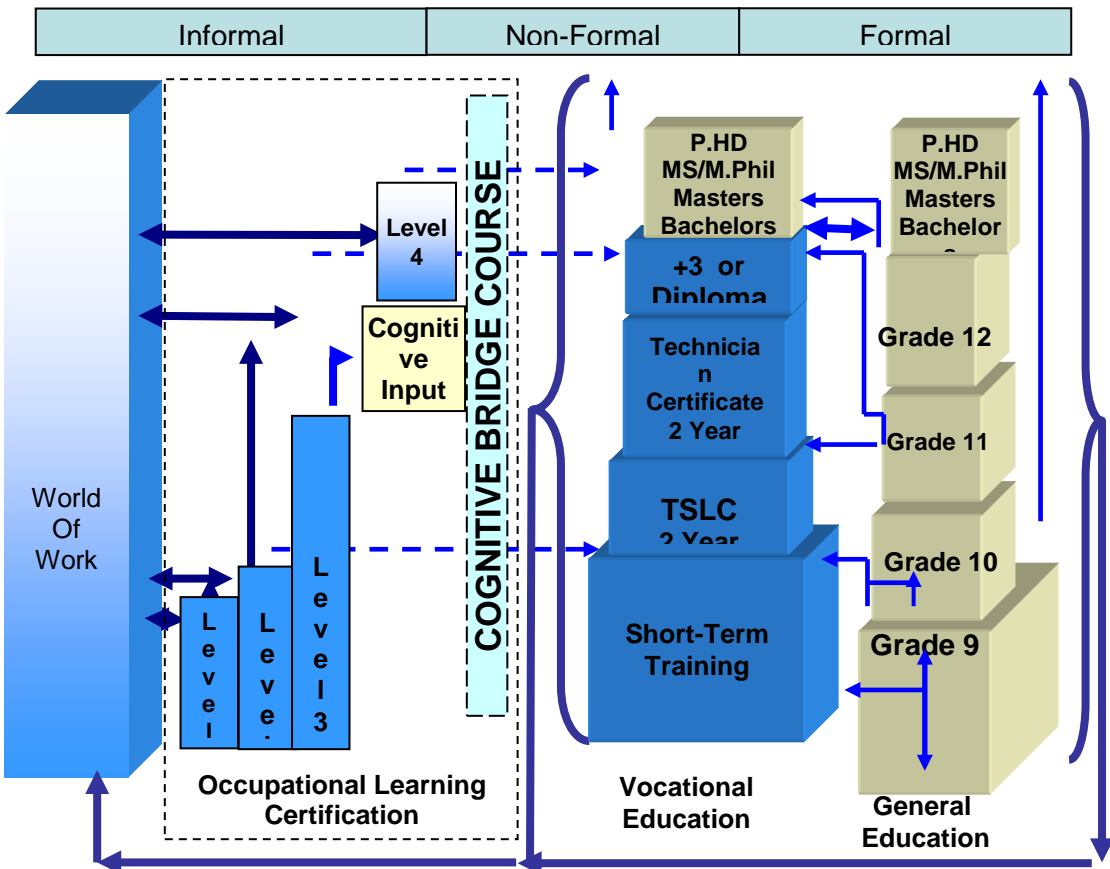 Informal
Non-Formal
Formal
World
Of
Work
L
e
v
e
l
L
e
v
e
L
e
v
e
l
3
Level
4
Cogniti
ve
Input
COGNITIVE BRIDGE COURSE
Occupational Learning
Certification
P.HD
MS/M.Phil
Masters
Bachelors
+3 or
Diploma
Technicia
n
Certificate
2 Year
TSLC
2 Year
Short-Term
Training
Vocational
Education
P.HD
MS/M.Phil
Masters
Bachelor
s
Grade 12
Grade 11
Grade 10
Grade 9
General
Education